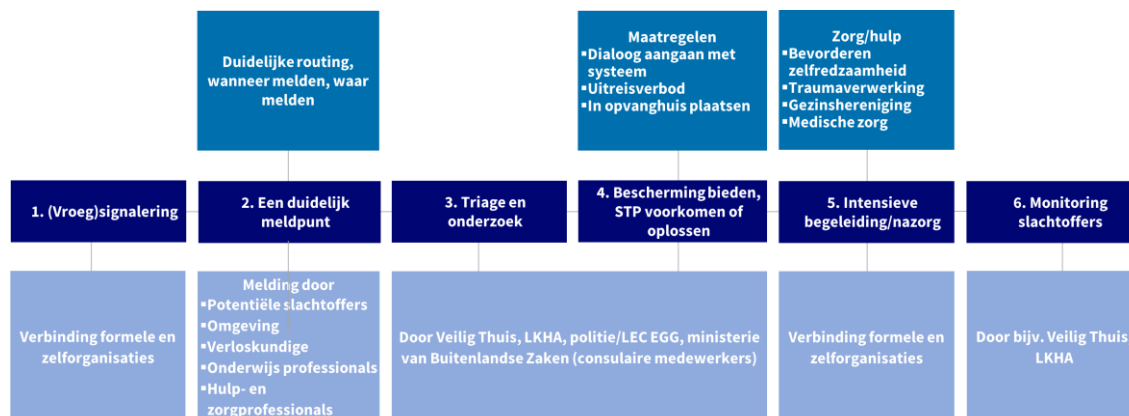 Duidelijke routing,
wanneer melden, waar
melden
Maatregelen
▪Dialoog aangaan met
systeem
▪Uitreisverbod
▪In opvanghuis plaatsen
Zorg/hulp
▪Bevorderen
zelfredzaamheid
▪Traumaverwerking
▪Gezinshereniging
▪Medische zorg
1. (Vroeg)signalering
2. Een duidelijk
meldpunt
3. Triage en
onderzoek
4. Bescherming bieden,
STP voorkomen of
oplossen
5. Intensieve
begeleiding/nazorg
6. Monitoring
slachtoffers
Verbinding formele en
zelforganisaties
Melding door
▪Potentiële slachtoffers
▪Omgeving
▪Verloskundige
▪Onderwijs professionals
▪Hulp- en
zorgprofessionals
Door Veilig Thuis, LKHA, politie/LEC EGG, ministerie
van Buitenlandse Zaken (consulaire medewerkers)
Verbinding formele en
zelforganisaties
Door bijv. Veilig Thuis
LKHA